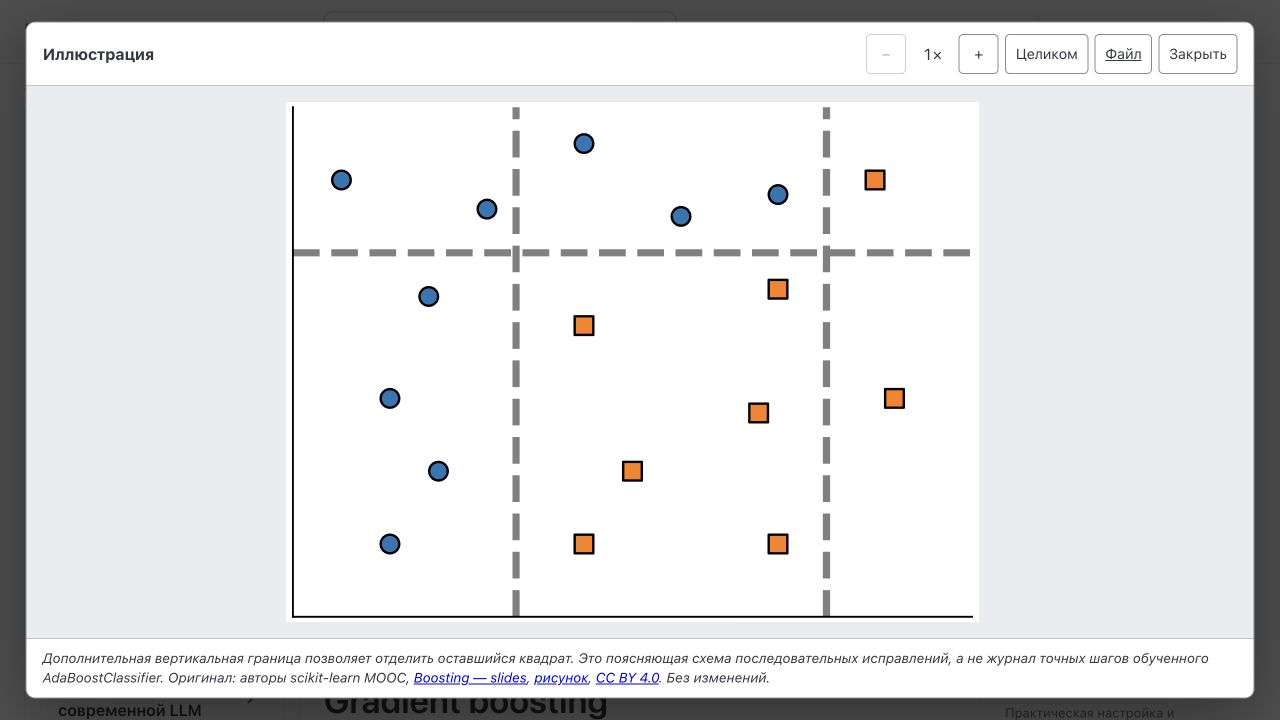 Иллюстрация
−
1×
+
Целиком
Файл
Закрыть
Дополнительная вертикальная граница позволяет отделить оставшийся квадрат. Это поясняющая схема последовательных исправлений, а не журнал точных шагов обученного
AdaBoostClassifier. Оригинал: авторы scikit-learn MOOC, Boosting — slides, рисунок, CC BY 4.0. Без изменений.
современной LLM
Gradient boosting
Практическая настройка и